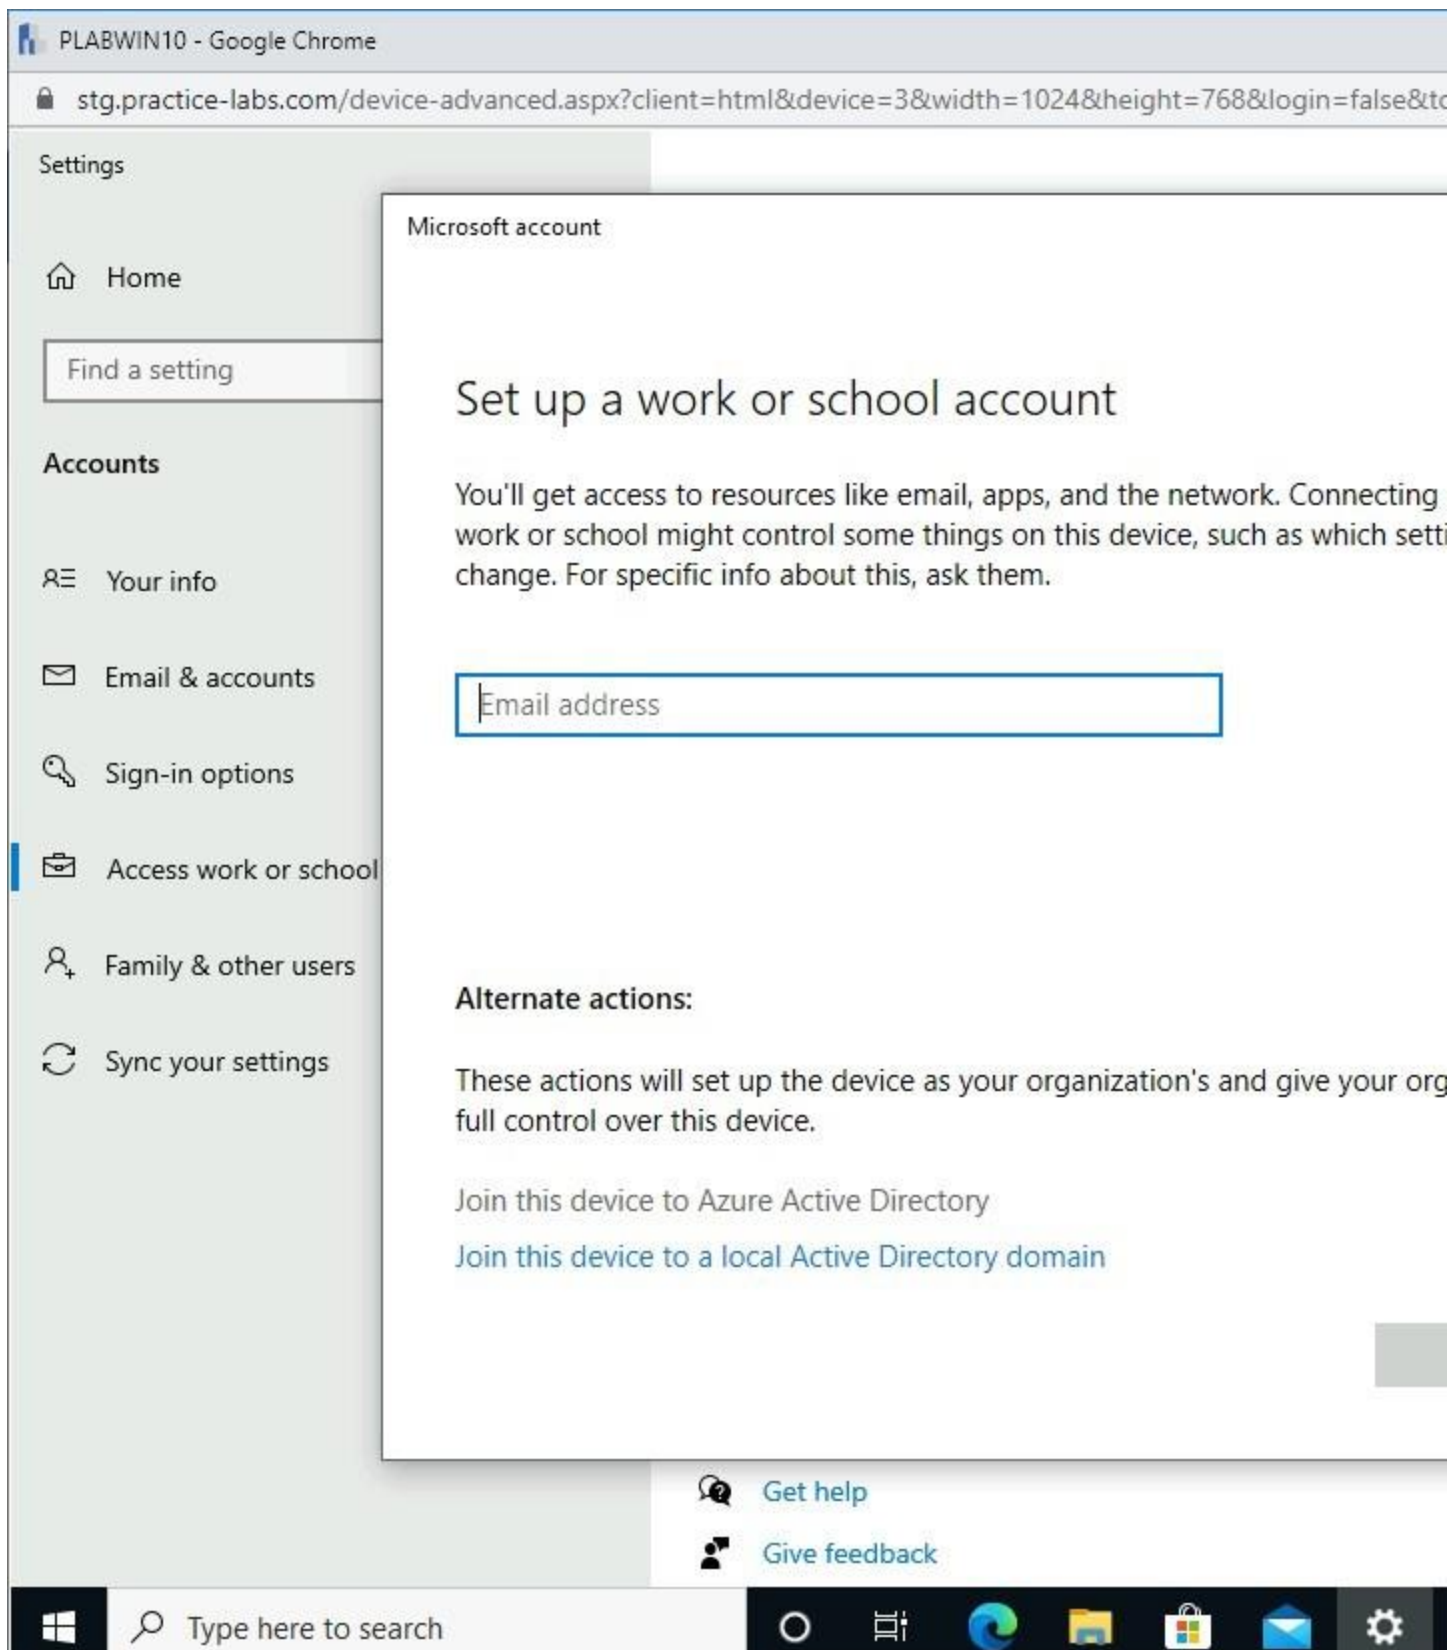 PLABWIN10 - Google Chrome
stg.practice-labs.com/device-advanced.aspx?client=html&device=3&width=1024&height=768&login=false&to
Settings
Microsoft account
Home
Find a setting
Set up a work or school account
Accounts
You'll get access to resources like email, apps, and the network. Connecting
work or school might control some things on this device, such as which setti
change. For specific info about this, ask them.
Your info
Email & accounts
Email address
Sign-in options
Access work or school
Family & other users
Alternate actions:
Sync your settings
These actions will set up the device as your organization's and give your org
full control over this device.
Join this device to Azure Active Directory
Join this device to a local Active Directory domain
Get help
Give feedback
Type here to search